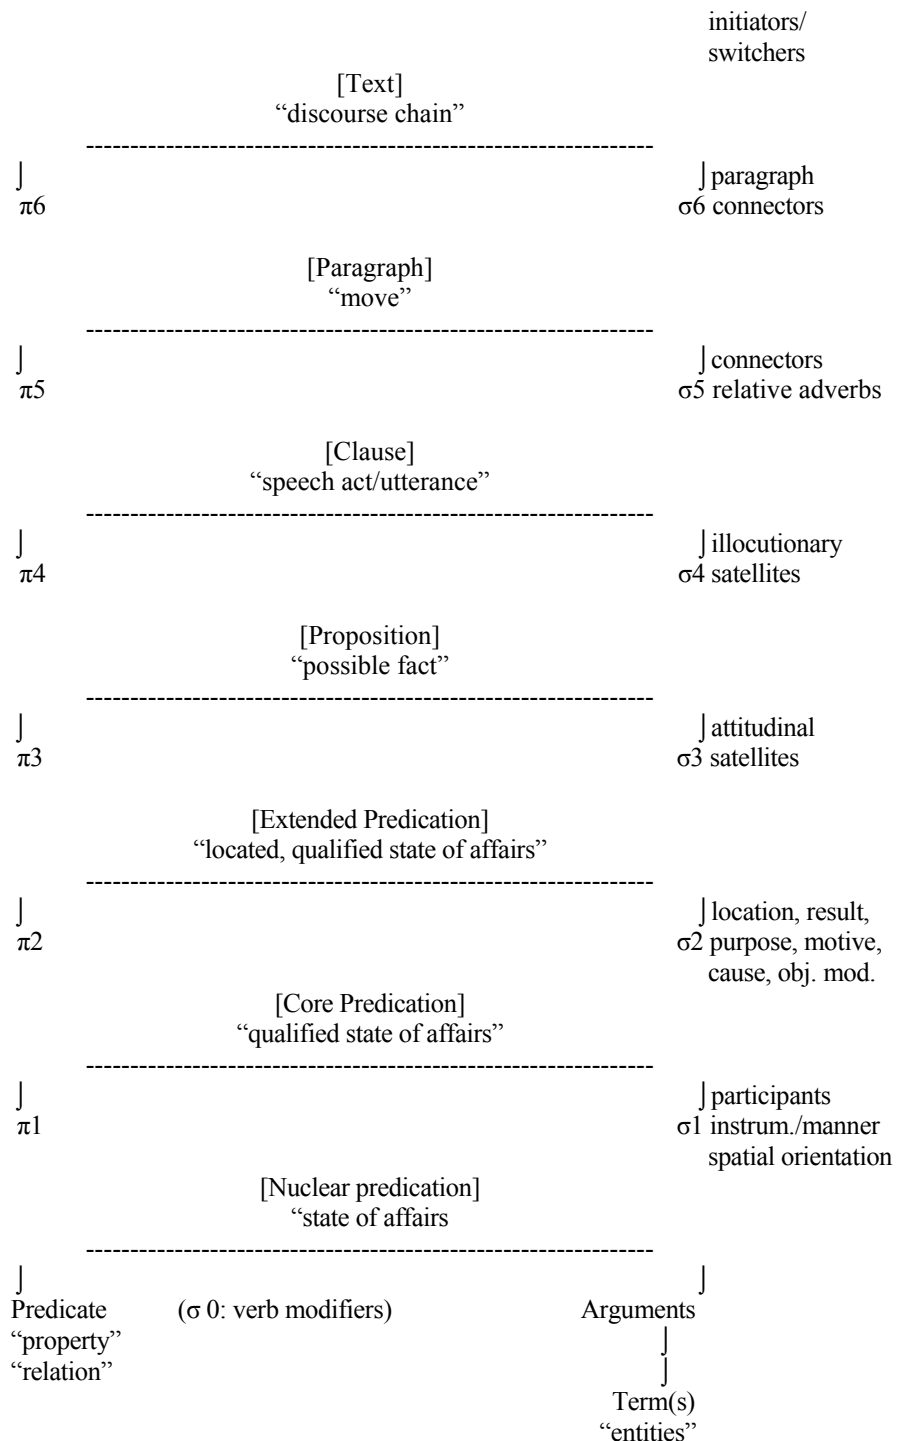 initiators/
switchers
[Text]
“discourse chain”
----------------------------------------------------------------
⌡ ⌡paragraph
π6 σ6 connectors
[Paragraph]
“move”
----------------------------------------------------------------
⌡ ⌡connectors
π5 σ5 relative adverbs
[Clause]
“speech act/utterance”
----------------------------------------------------------------
⌡ ⌡illocutionary
π4 σ4 satellites
[Proposition]
“possible fact”
----------------------------------------------------------------
⌡ ⌡attitudinal
π3 σ3 satellites
[Extended Predication]
“located, qualified state of affairs”
----------------------------------------------------------------
⌡ ⌡location, result,
π2 σ2 purpose, motive,
cause, obj. mod.
[Core Predication]
“qualified state of affairs”
----------------------------------------------------------------
⌡ ⌡participants
π1 σ1 instrum./manner
spatial orientation
[Nuclear predication]
“state of affairs
----------------------------------------------------------------
⌡ ⌡
Predicate (σ 0: verb modifiers) Arguments
“property” ⌡
“relation” ⌡
Term(s)
“entities”